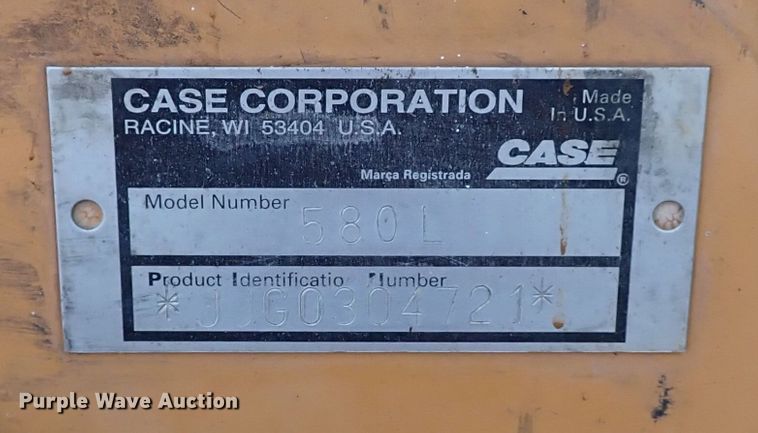 CASE CORPORATION
RACINE, WI 53404 U.S.A.
Made
In U.S.A.
CASE
®
Marça Registrada
Model Number
580L
Product Identificatio Number
*JJG0304721*
Purple Wave Auction